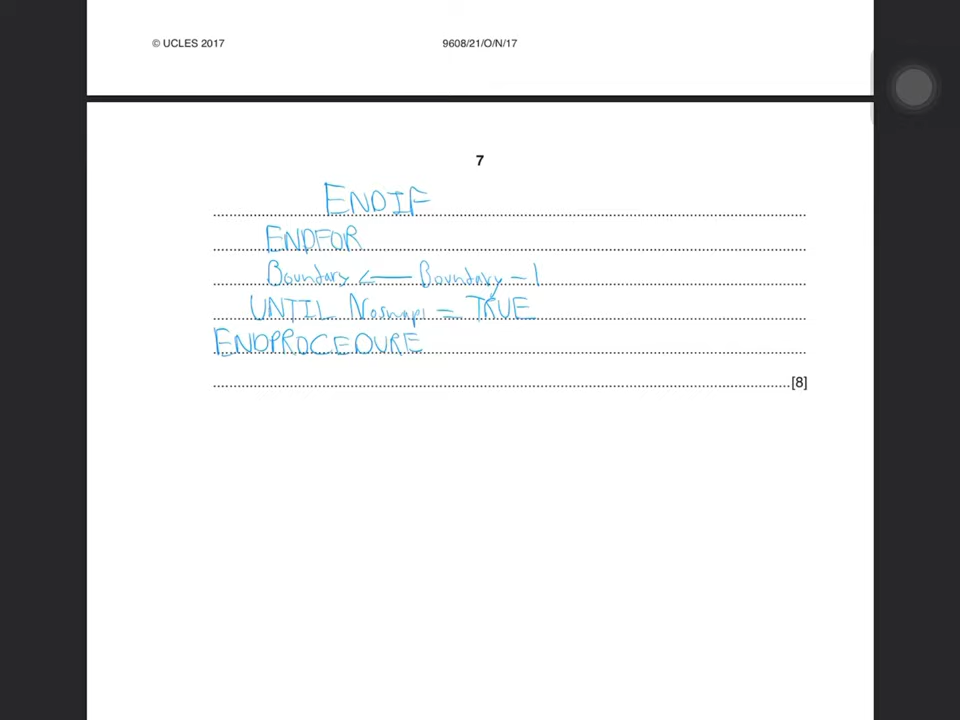 © UCLES 2017 9608/21/O/N/17
7
ENDIF
ENDFOR
Boundary <— Boundary - 1
UNTIL Noswaps = TRUE
ENDPROCEDURE
[8]